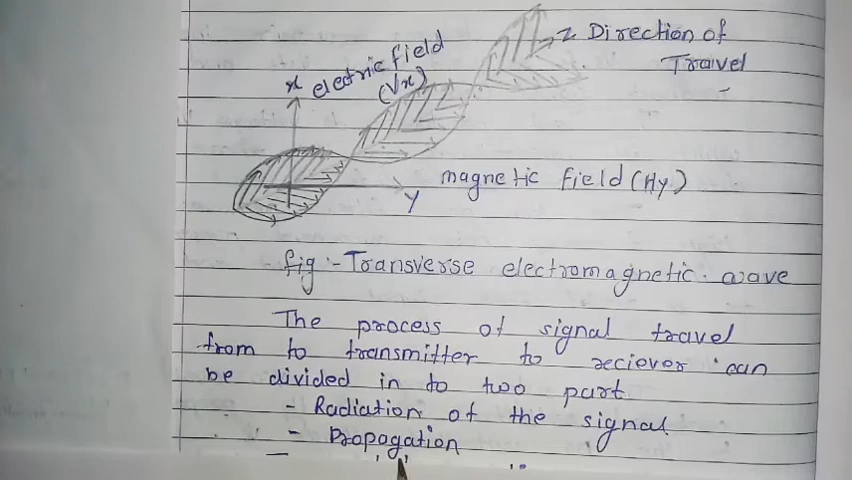 z Direction of
Traivel
x electric field
(Vx)
magnetic field (Hy)
Y
fig :- Transverse electromagnetic wave
The process of signal travel
from to transmitter to reciever can
be divided in to two part
- Radiation of the signal
- Propagation